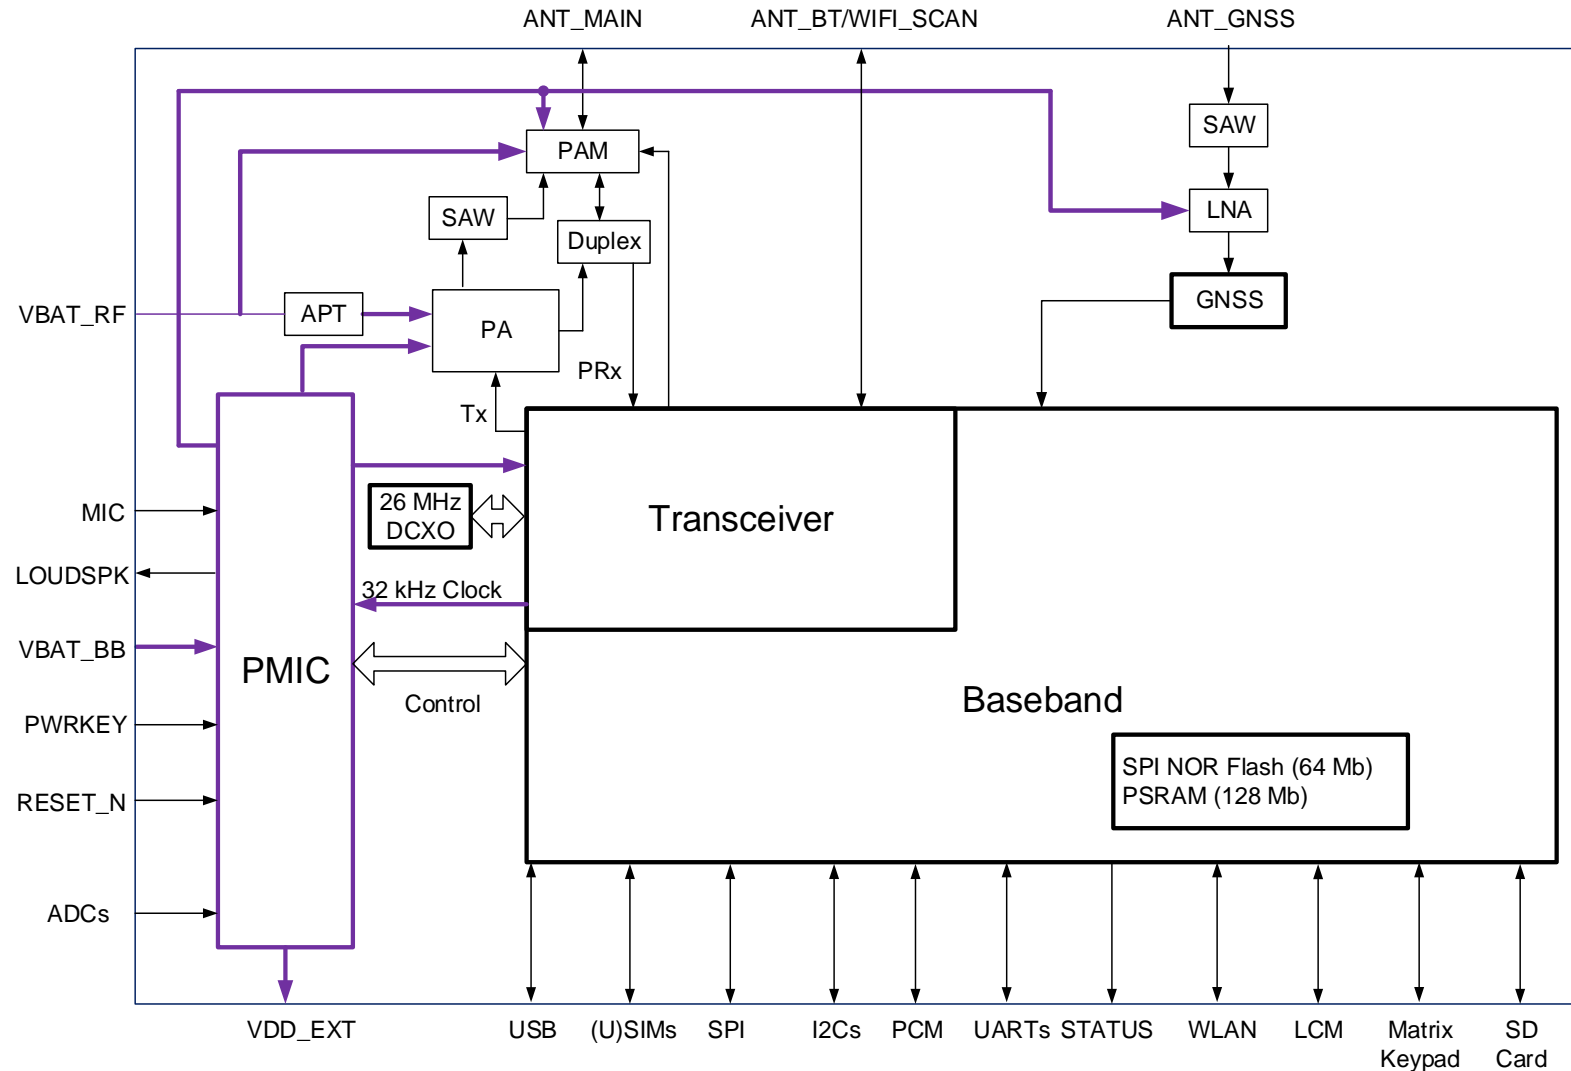 ANT_MAIN
ANT_BT/WIFI_SCAN
ANT_GNSS
SAW
PAM
SAW
LNA
Duplex
GNSS
VBAT_RF
APT
PA
PRx
Tx
26 MHz
DCXO
Transceiver
MIC
LOUDSPK
32 kHz Clock
VBAT_BB
PMIC
Control
Baseband
PWRKEY
SPI NOR Flash (64 Mb)
PSRAM (128 Mb)
RESET_N
ADCs
VDD_EXT
USB
(U)SIMs
SPI
I2Cs
PCM
UARTs
STATUS
WLAN
LCM
Matrix
Keypad
SD
Card